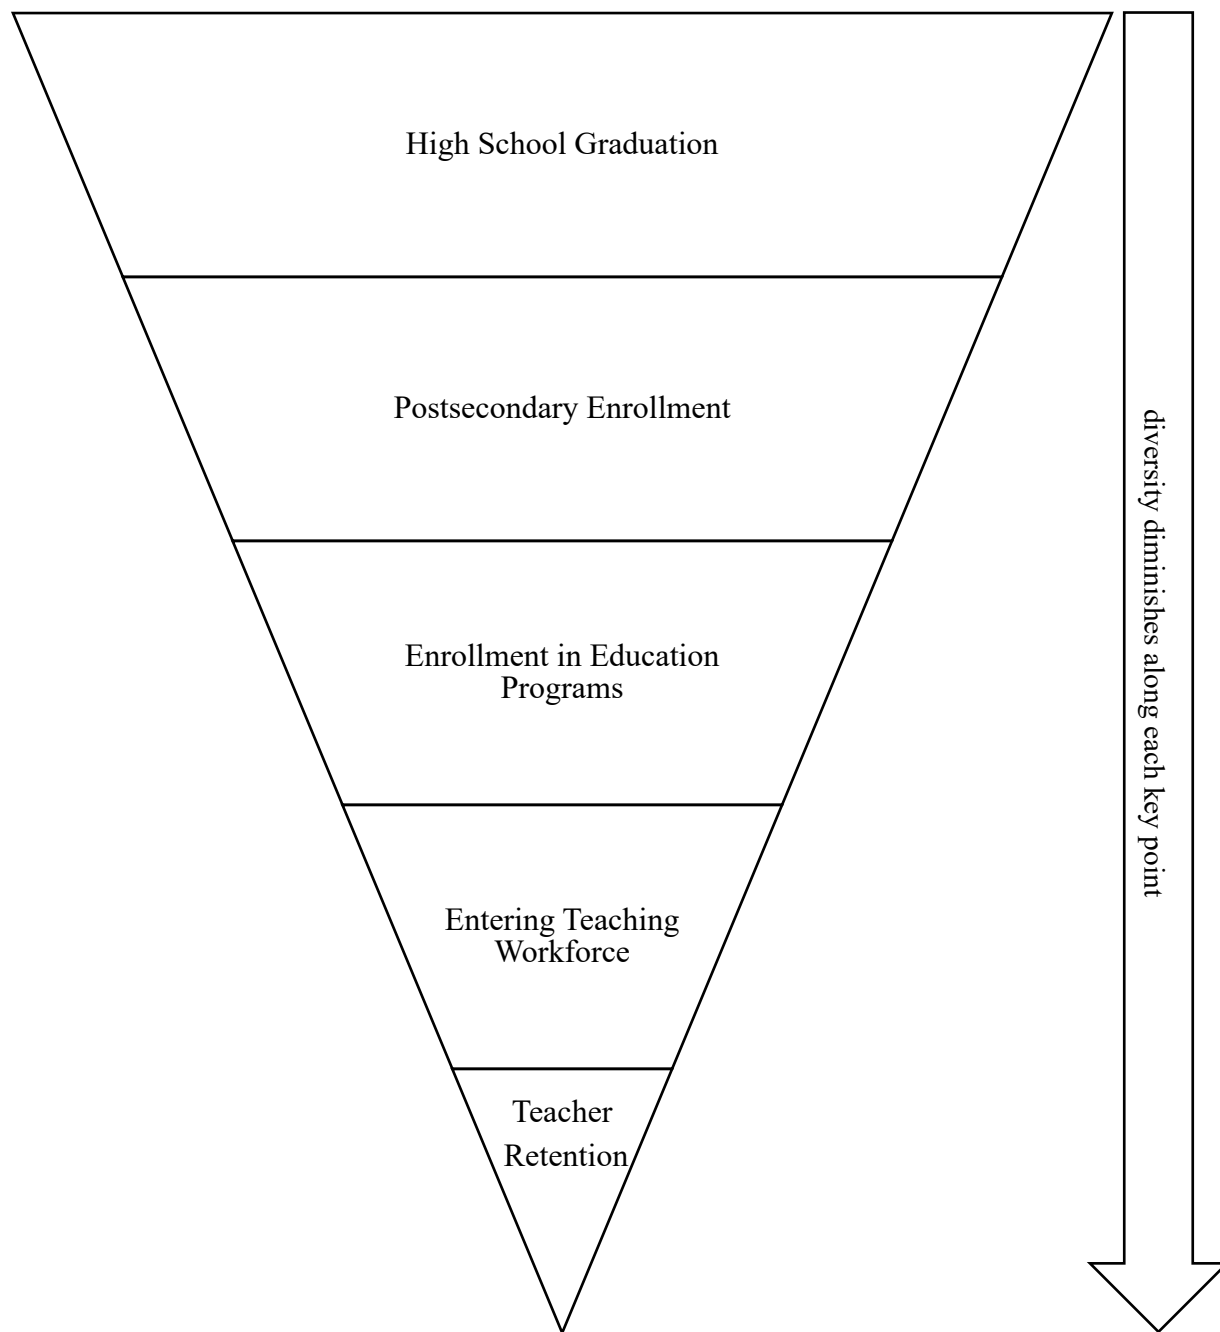 High School Graduation
Postsecondary Enrollment
Enrollment in Education
Programs
Entering Teaching
Workforce
Teacher
Retention
diversity diminishes along each key point